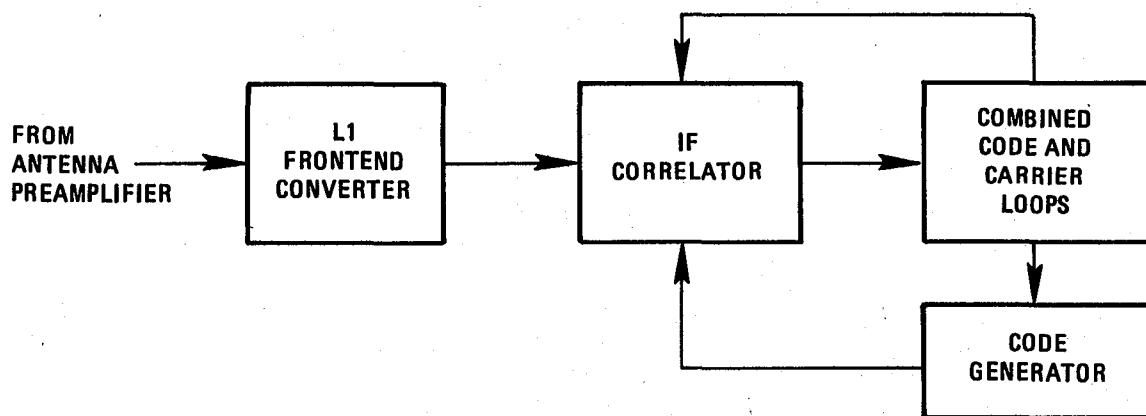 FROM
ANTENNA
PREAMPLIFIER
L1
FRONTEND
CONVERTER
IF
CORRELATOR
COMBINED
CODE AND
CARRIER
LOOPS
CODE
GENERATOR